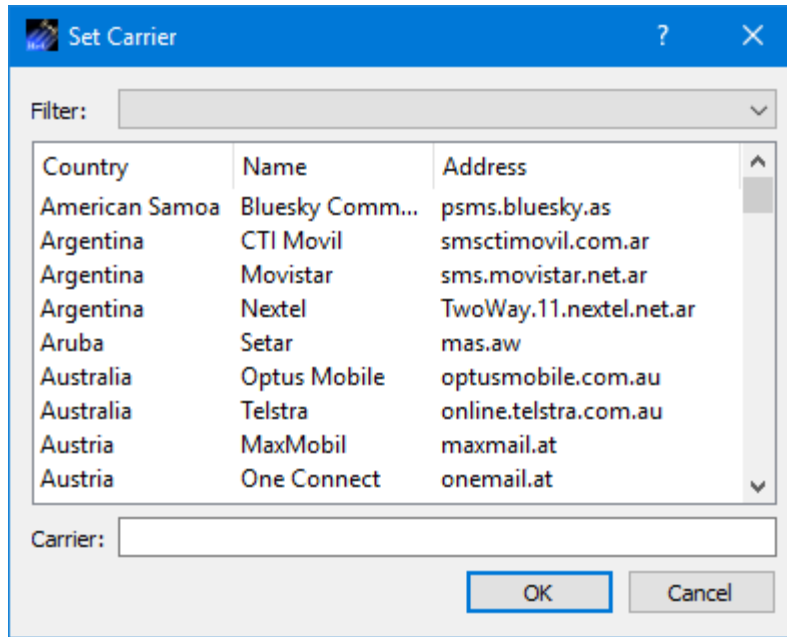 Set Carrier ?
Filter:
Country Name Address
American Samoa Bluesky Comm... psms.bluesky.as
Argentina CTI Movil smsctimovil.com.ar
Argentina Movistar sms.movistar.net.ar
Argentina Nextel TwoWay.11.nextel.net.ar
Aruba Setar mas.aw
Australia Optus Mobile optusmobile.com.au
Australia Telstra online.telstra.com.au
Austria MaxMobil maxmail.at
Austria One Connect onemail.at
Carrier:
OK Cancel